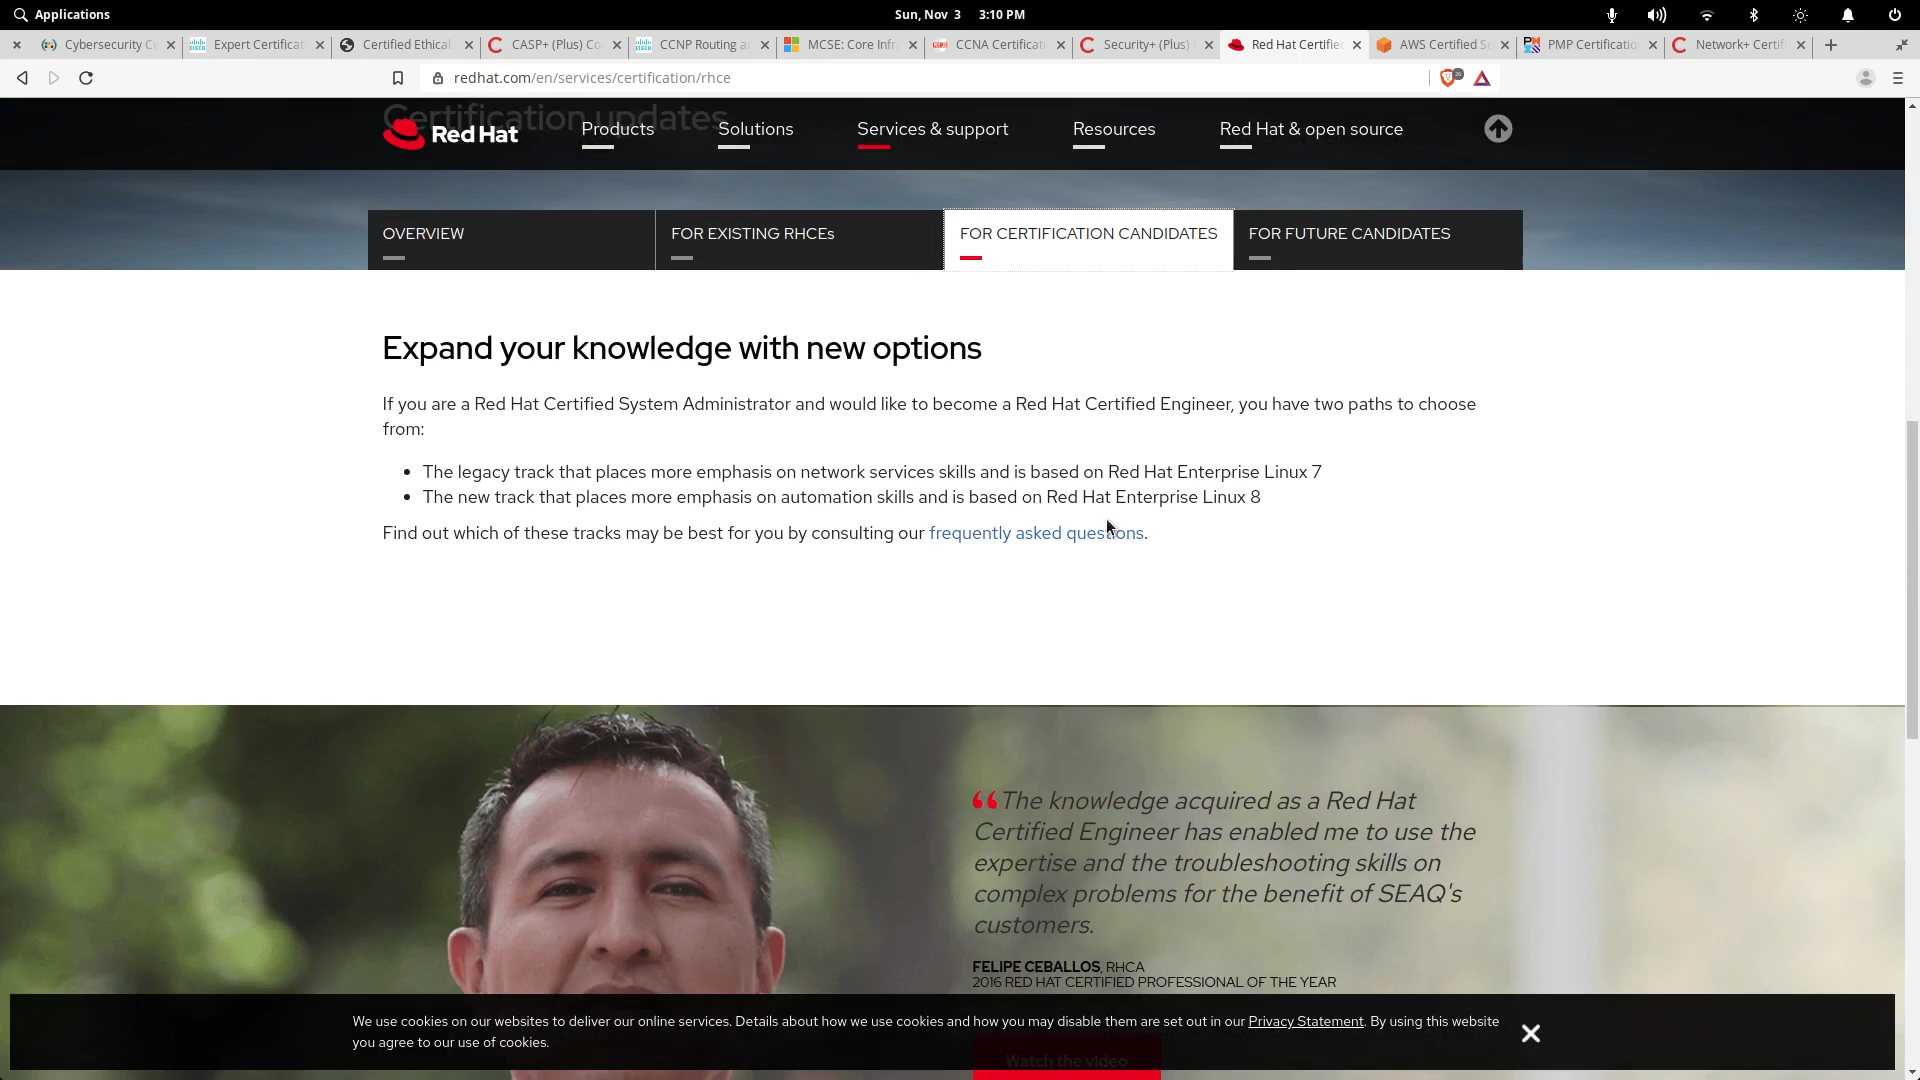 Applications
Sun, Nov 3 3:10 PM
Cybersecurity C
Expert Certificat
Certified Ethical
CASP+ (Plus) Co
CCNP Routing a
MCSE: Core Infr
CCNA Certificati
Security+ (Plus)
Red Hat Certifie
AWS Certified S
PMP Certificatio
Network+ Certif
redhat.com/en/services/certification/rhce
Certification updates
Red Hat
Products
Solutions
Services & support
Resources
Red Hat & open source
OVERVIEW
FOR EXISTING RHCEs
FOR CERTIFICATION CANDIDATES
FOR FUTURE CANDIDATES
Expand your knowledge with new options
If you are a Red Hat Certified System Administrator and would like to become a Red Hat Certified Engineer, you have two paths to choose
from:
• The legacy track that places more emphasis on network services skills and is based on Red Hat Enterprise Linux 7
• The new track that places more emphasis on automation skills and is based on Red Hat Enterprise Linux 8
Find out which of these tracks may be best for you by consulting our frequently asked questions.
“The knowledge acquired as a Red Hat
Certified Engineer has enabled me to use the
expertise and the troubleshooting skills on
complex problems for the benefit of SEAQ's
customers.
FELIPE CEBALLOS, RHCA
2016 RED HAT CERTIFIED PROFESSIONAL OF THE YEAR
We use cookies on our websites to deliver our online services. Details about how we use cookies and how you may disable them are set out in our Privacy Statement. By using this website
you agree to our use of cookies.
Watch the video